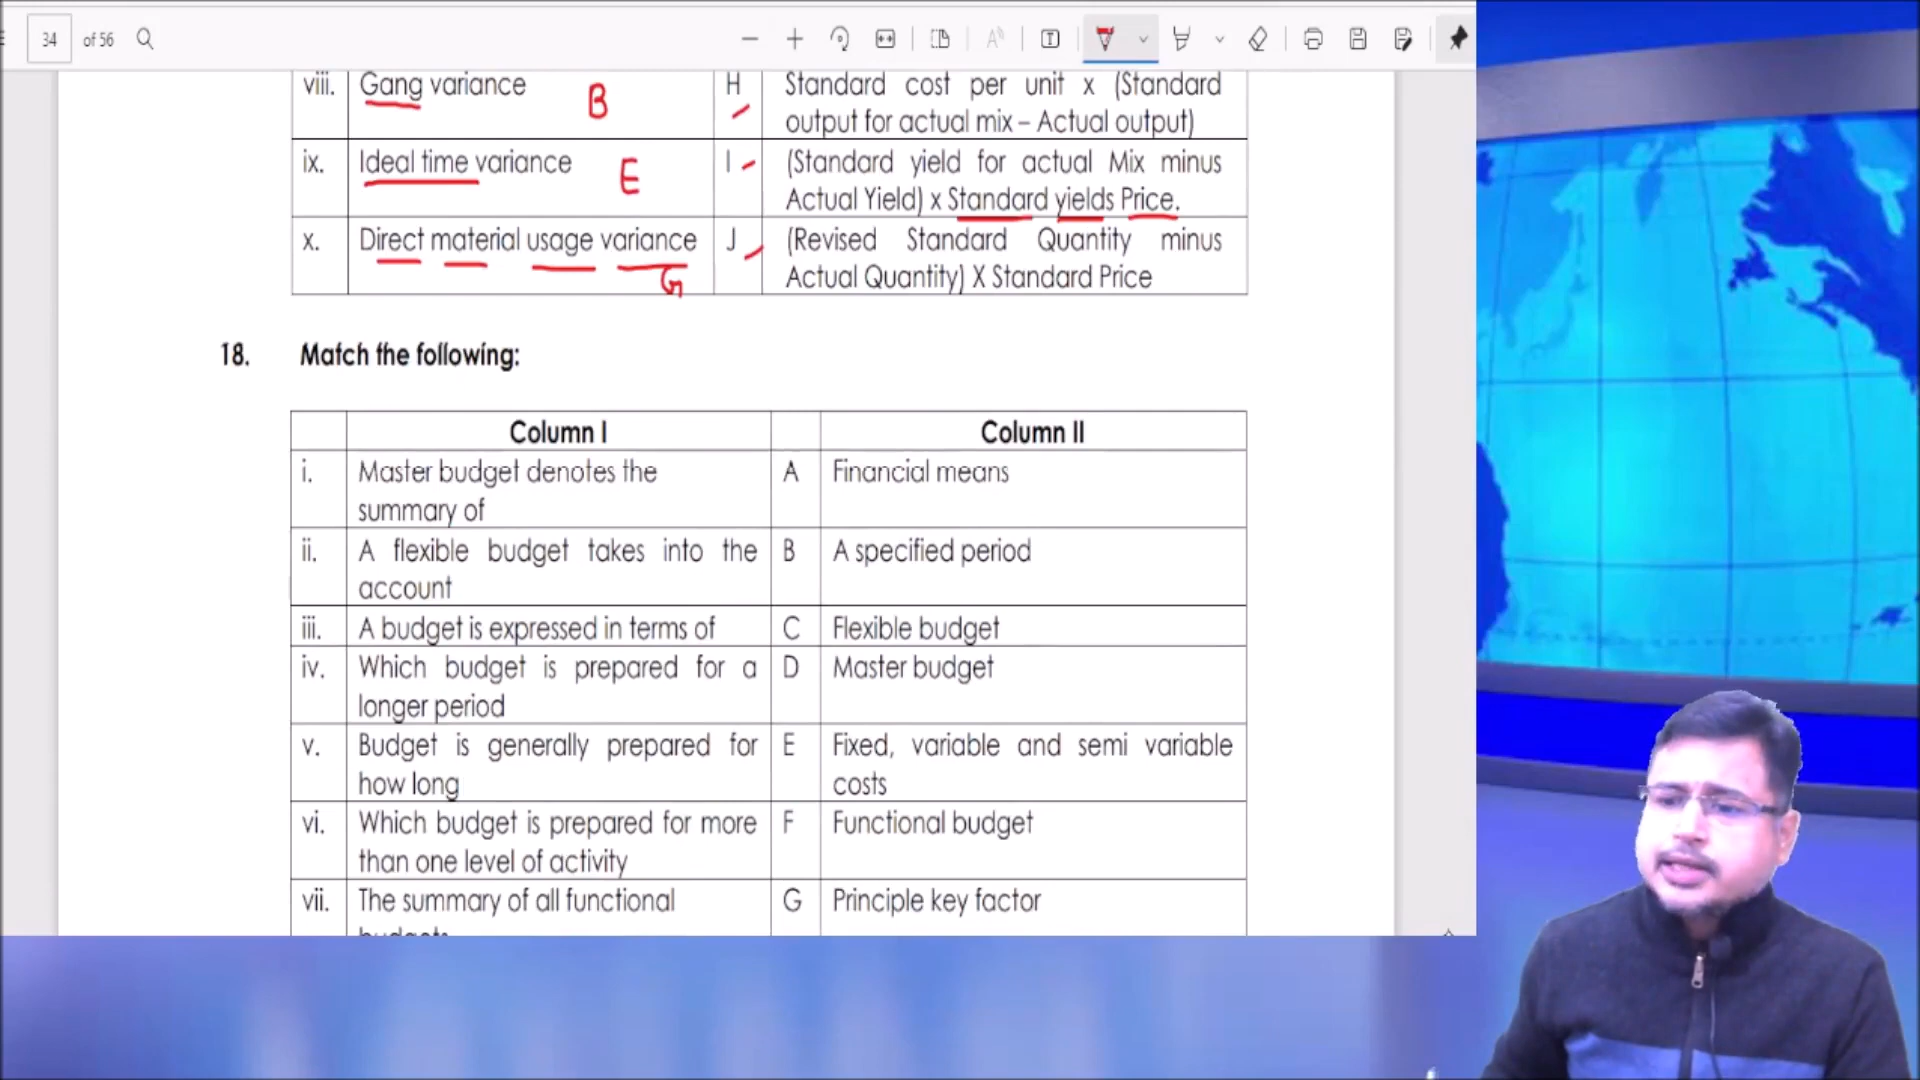 34 of 56
viii. Gang variance B H Standard cost per unit x (Standard
output for actual mix – Actual output)
ix. Ideal time variance E I (Standard yield for actual Mix minus
Actual Yield) x Standard yields Price.
x. Direct material usage variance G J (Revised Standard Quantity minus
Actual Quantity) X Standard Price
18. Match the following:
Column I Column II
i. Master budget denotes the A Financial means
summary of
ii. A flexible budget takes into the B A specified period
account
iii. A budget is expressed in terms of C Flexible budget
iv. Which budget is prepared for a D Master budget
longer period
v. Budget is generally prepared for E Fixed, variable and semi variable
how long costs
vi. Which budget is prepared for more F Functional budget
than one level of activity
vii. The summary of all functional G Principle key factor